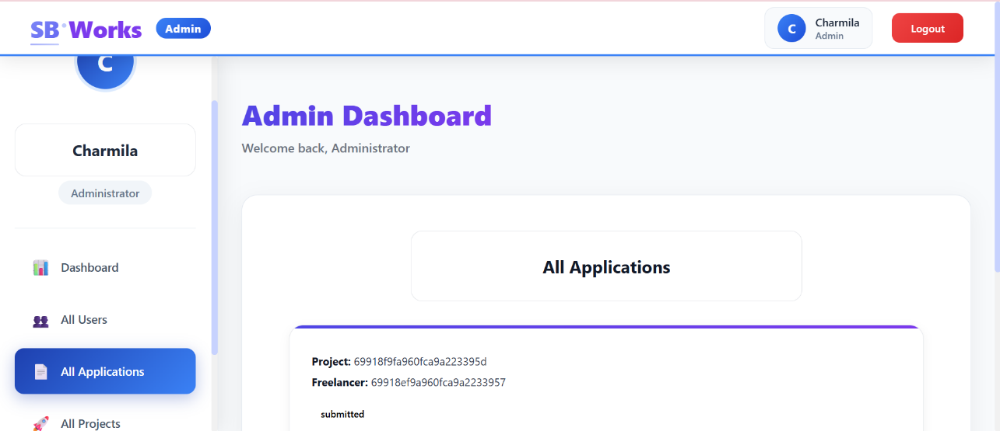 SB Works
Admin
C
Charmila
Admin
Logout
C
Charmila
Administrator
Dashboard
All Users
All Applications
All Projects
Admin Dashboard
Welcome back, Administrator
All Applications
Project: 69918f9fa960fca9a223395d
Freelancer: 69918ef9a960fca9a2233957
submitted